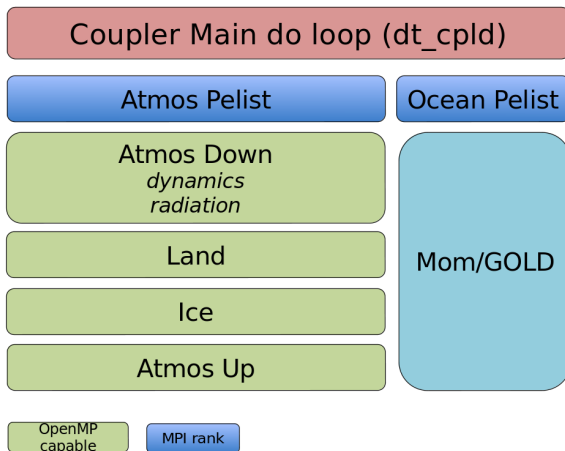 Coupler Main do loop (dt_cpld)
Atmos Pelist
Ocean Pelist
Atmos Down
dynamics
radiation
Land
Ice
Atmos Up
Mom/GOLD
OpenMP
capable
MPI rank